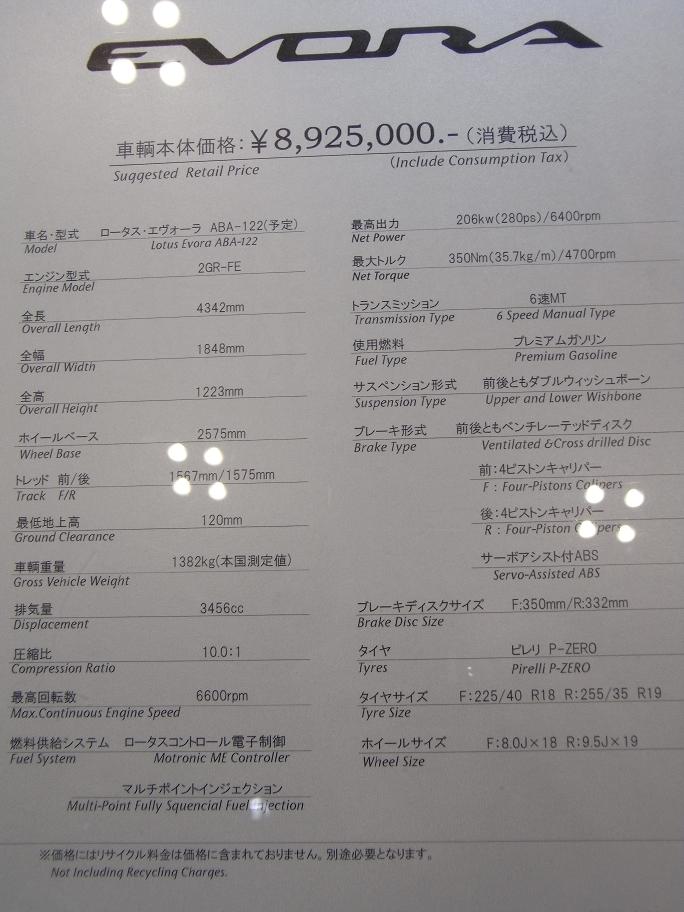 EVORA
車輌本体価格:￥8,925,000.-(消費税込)
Suggested Retail Price (Include Consumption Tax)
車名・型式 ロータス・エヴォーラ ABA-122(予定)
Model Lotus Evora ABA-122
エンジン型式 2GR-FE
Engine Model
全長 4342mm
Overall Length
全幅 1848mm
Overall Width
全高 1223mm
Overall Height
ホイールベース 2575mm
Wheel Base
トレッド 前/後 1567mm/1575mm
Track F/R
最低地上高 120mm
Ground Clearance
車輌重量 1382kg(本国測定値)
Gross Vehicle Weight
排気量 3456cc
Displacement
圧縮比 10.0:1
Compression Ratio
最高回転数 6600rpm
Max.Continuous Engine Speed
燃料供給システム ロータスコントロール電子制御
Fuel System Motronic ME Controller
マルチポイントインジェクション
Multi-Point Fully Squencial Fuel Injection
最高出力 206kw(280ps)/6400rpm
Net Power
最大トルク 350Nm(35.7kg/m)/4700rpm
Net Torque
トランスミッション 6速MT
Transmission Type 6 Speed Manual Type
使用燃料 プレミアムガソリン
Fuel Type Premium Gasoline
サスペンション形式 前後ともダブルウィッシュボーン
Suspension Type Upper and Lower Wishbone
ブレーキ形式 前後ともベンチレーテッドディスク
Brake Type Ventilated &Cross drilled Disc
前:4ピストンキャリパー
F : Four-Pistons Calipers
後:4ピストンキャリパー
R : Four-Piston Calipers
サーボアシスト付ABS
Servo-Assisted ABS
ブレーキディスクサイズ F:350mm/R:332mm
Brake Disc Size
タイヤ ピレリ P-ZERO
Tyres Pirelli P-ZERO
タイヤサイズ F:225/40 R18 R:255/35 R19
Tyre Size
ホイールサイズ F:8.0J×18 R:9.5J×19
Wheel Size
※価格にはリサイクル料金は価格に含まれておりません。別途必要となります。
Not Including Recycling Charges.